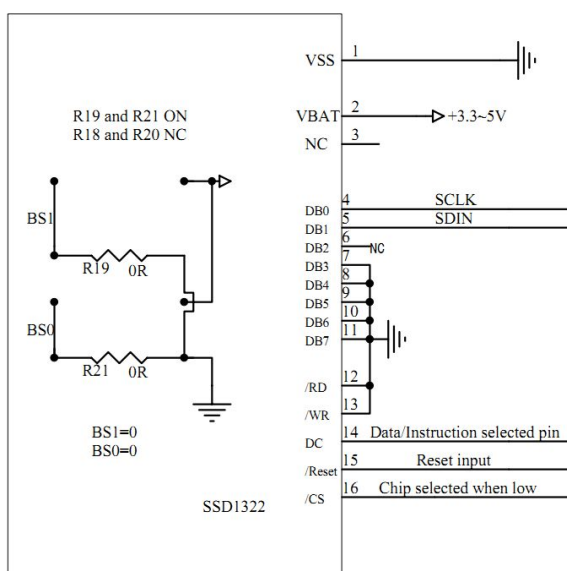 VSS 1
R19 and R21 ON
R18 and R20 NC
VBAT 2 +3.3~5V
NC 3
DB0 4 SCLK
DB1 5 SDIN
DB2 6 NC
DB3 7
DB4 8
DB5 9
DB6 10
DB7 11
BS1
R19 0R
BS0
R21 0R
/RD 12
/WR 13
BS1=0
BS0=0
DC 14 Data/Instruction selected pin
/Reset 15 Reset input
/CS 16 Chip selected when low
SSD1322